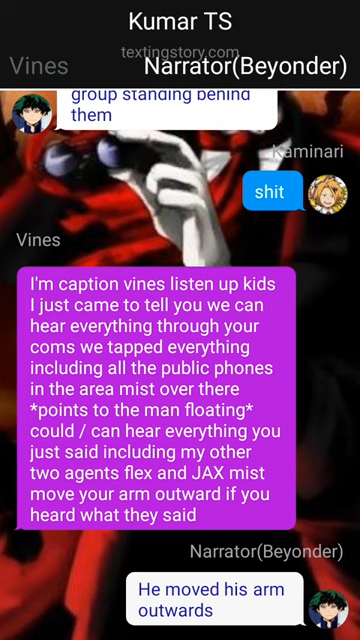 Kumar TS
textingstory.com
Vines
Narrator(Beyonder)
group standing behind
them
Kaminari
shit
Vines
I'm caption vines listen up kids
I just came to tell you we can
hear everything through your
coms we tapped everything
including all the public phones
in the area mist over there
*points to the man floating*
could / can hear everything you
just said including my other
two agents flex and JAX mist
move your arm outward if you
heard what they said
Narrator(Beyonder)
He moved his arm
outwards